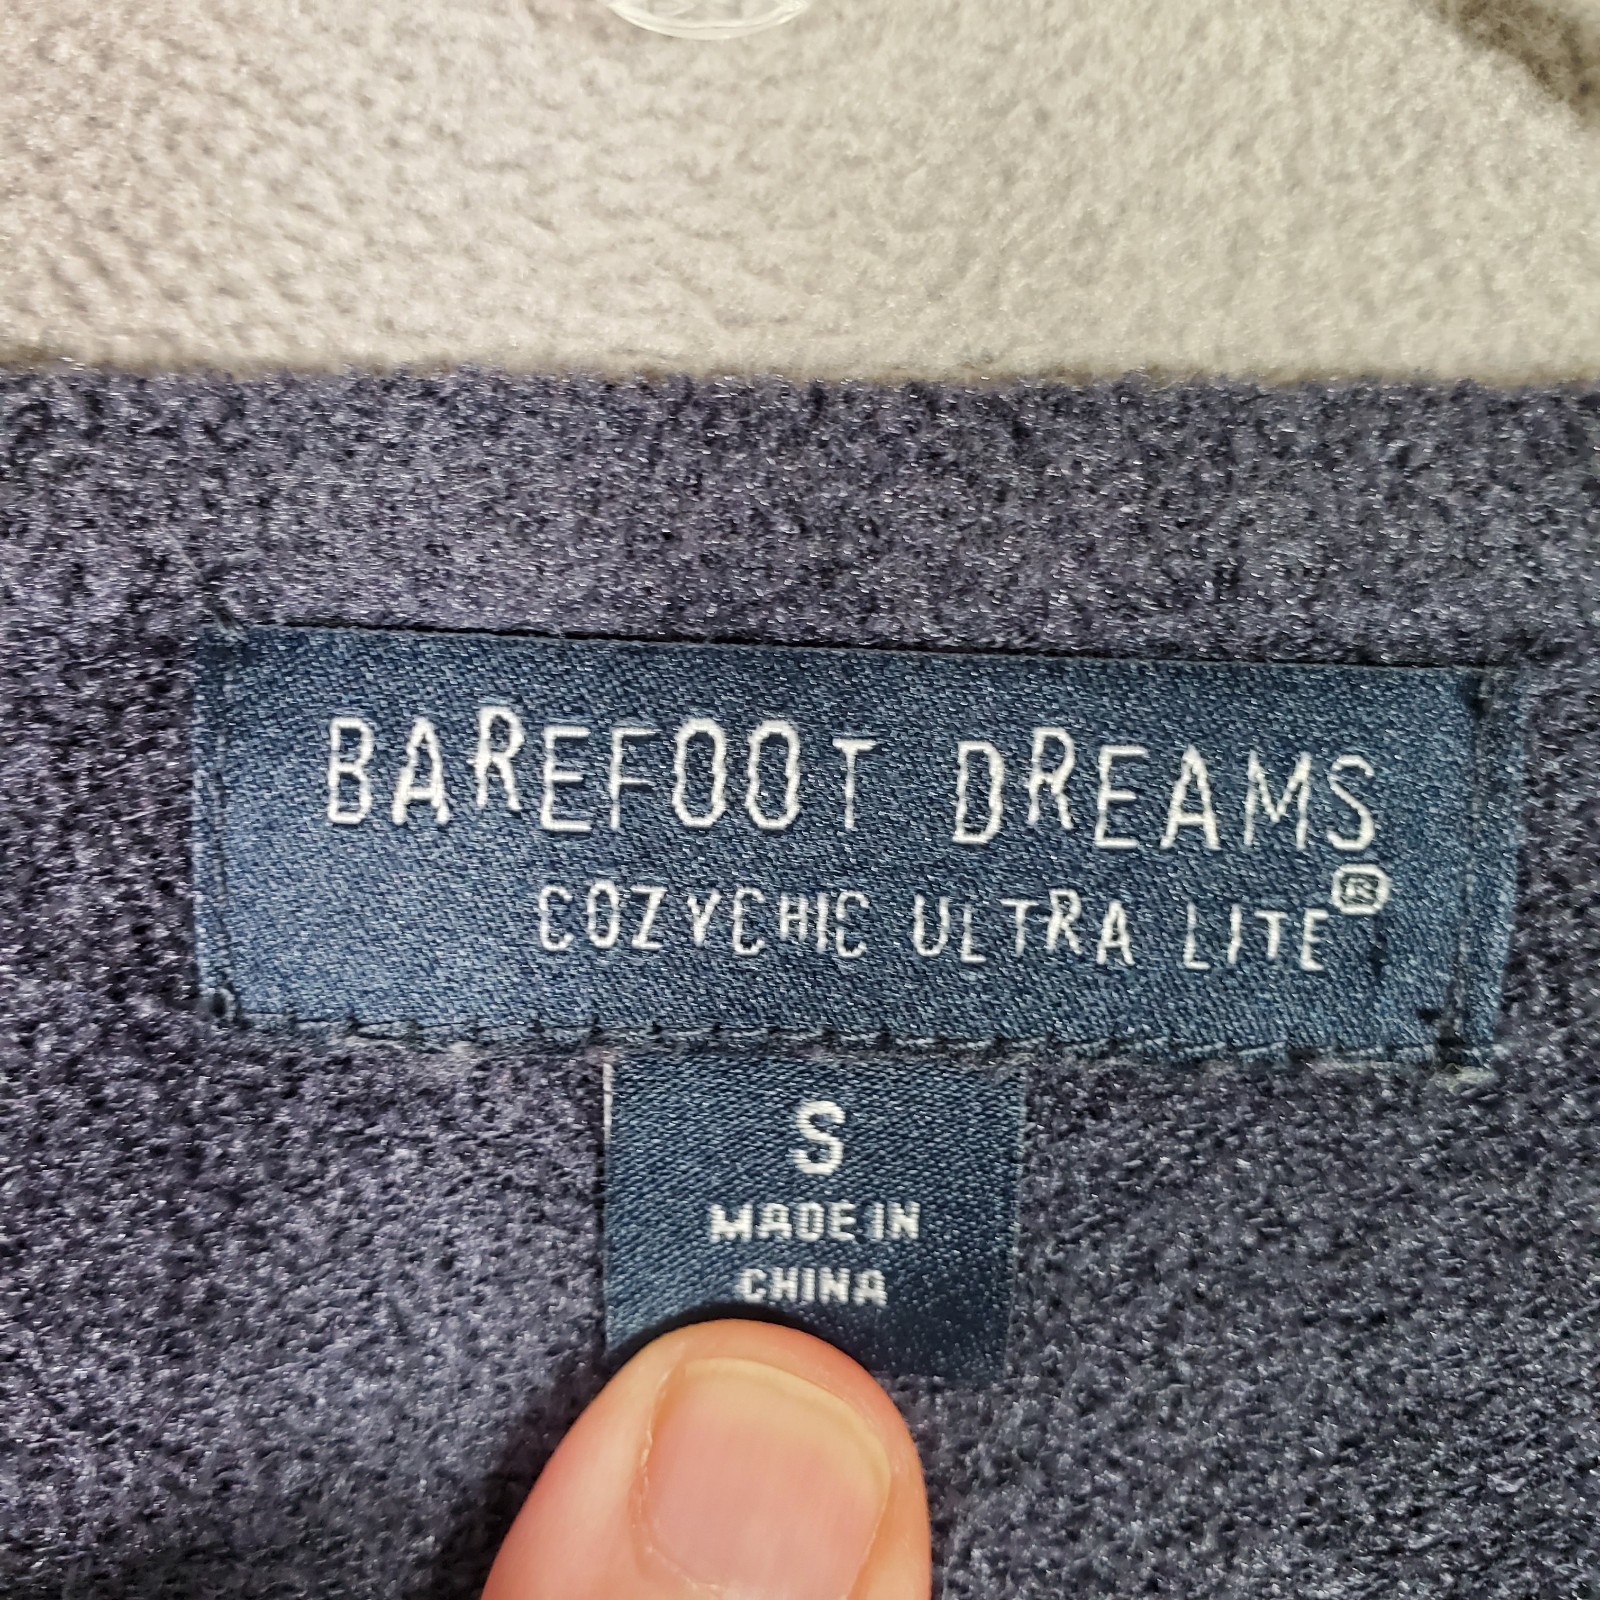 BAREFOOT DREAMS
COZYCHIC ULTRA LITE®
S
MADE IN
CHINA